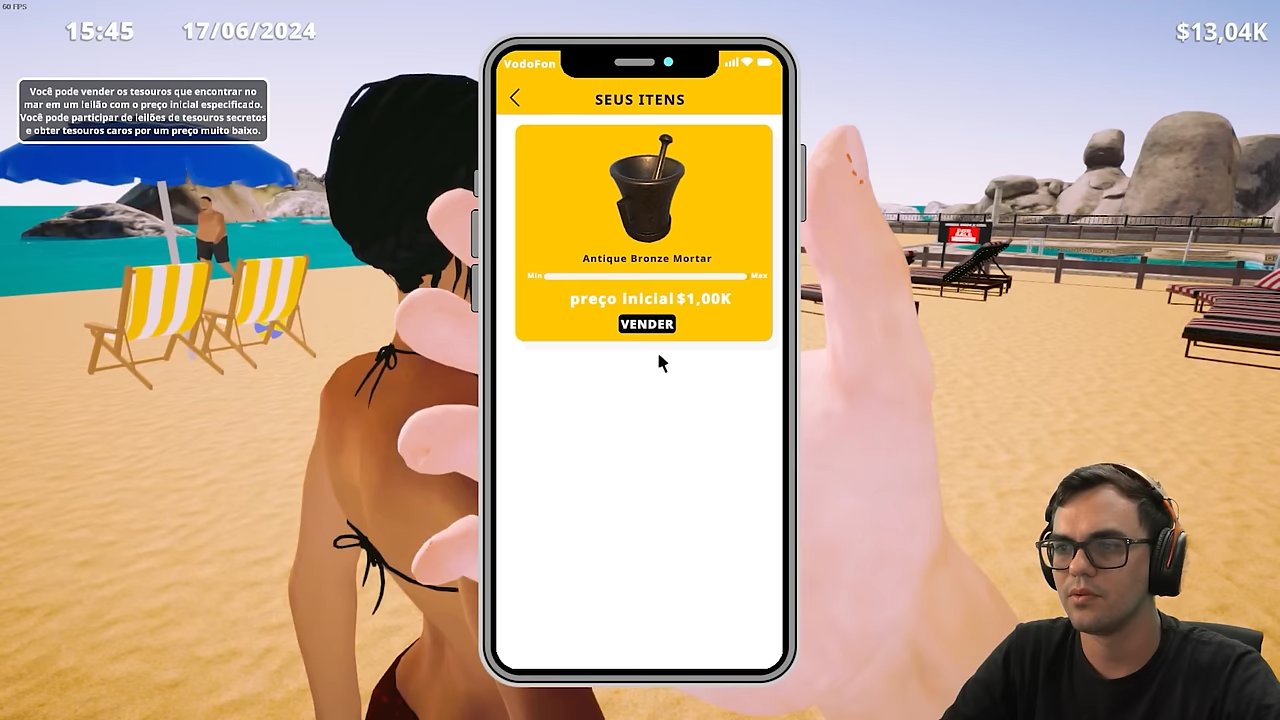 60 FPS
15:45 17/06/2024
$13,04K
Você pode vender os tesouros que encontrar no
mar em um leilão com o preço inicial especificado.
Você pode participar de leilões de tesouros secretos
e obter tesouros caros por um preço muito baixo.
VodoFon
SEUS ITENS
Antique Bronze Mortar
Min Max
preço inicial $1,00K
VENDER